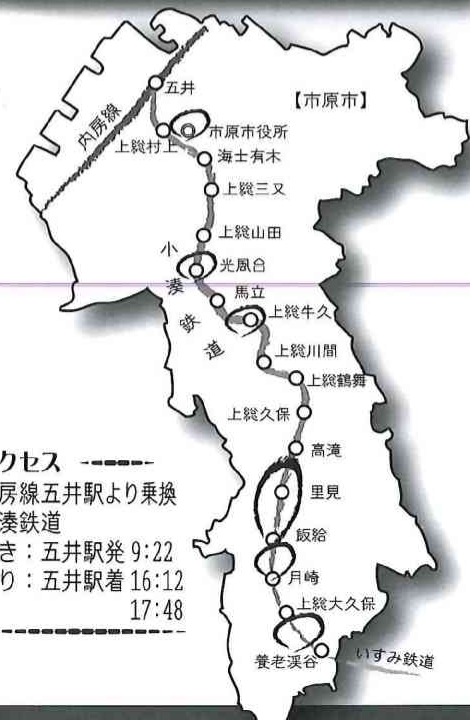 五井
【市原市】
内房線
市原市役所
上総村上
海士有木
上総三又
上総山田
小湊鉄道
光風台
馬立
上総牛久
上総川間
上総鶴舞
上総久保
高滝
里見
飯給
月崎
上総大久保
養老渓谷
いすみ鉄道
クセス
房線五井駅より乗換
湊鉄道
き：五井駅発 9:22
り：五井駅着 16:12
17:48